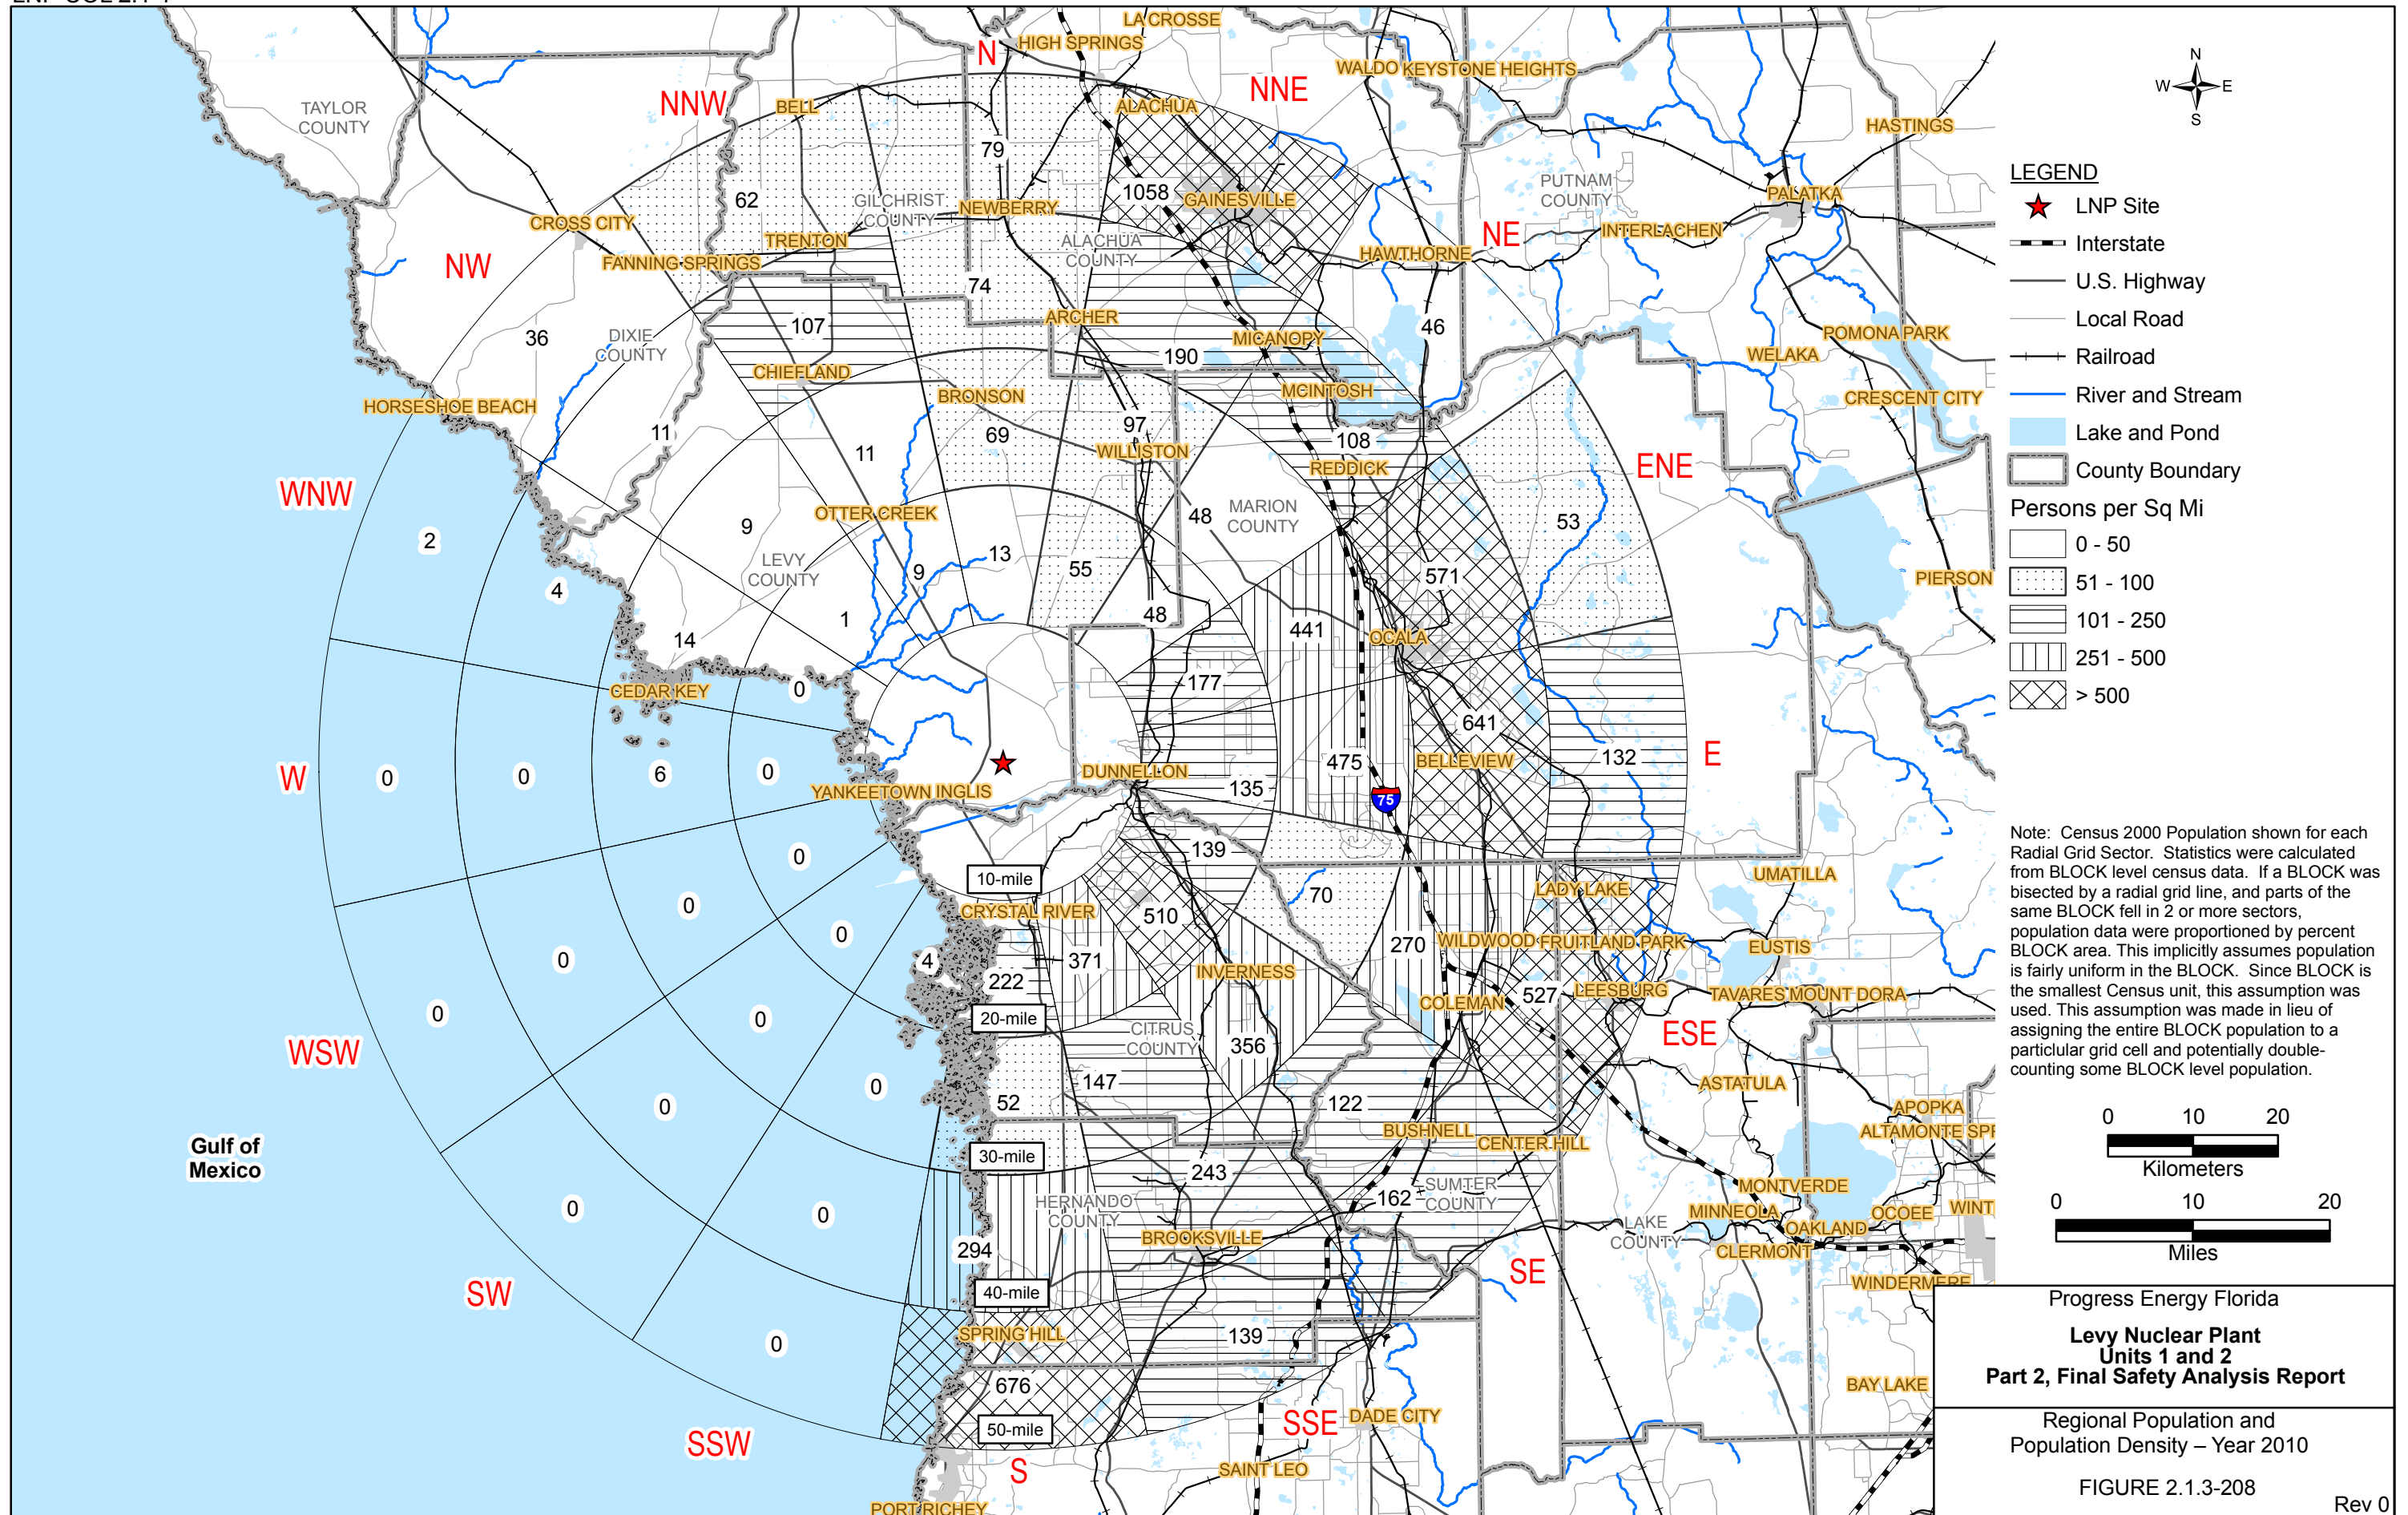 LA CROSSE
HIGH SPRINGS
N
WALDO KEYSTONE HEIGHTS
NNE
NNW
BELL
ALACHUA
TAYLOR
COUNTY
HASTINGS
79
PUTNAM
COUNTY
PALATKA
1058
GAINESVILLE
62
GILCHRIST
COUNTY
NEWBERRY
CROSS CITY
TRENTON
ALACHUA
COUNTY
NE
INTERLACHEN
HAWTHORNE
FANNING SPRINGS
NW
74
ARCHER
107
46
36
DIXIE
COUNTY
MICANOPY
POMONA PARK
190
WELAKA
CHIEFLAND
MCINTOSH
BRONSON
CRESCENT CITY
HORSESHOE BEACH
11
69
97
108
WILLISTON
11
REDDICK
ENE
WNW
OTTER CREEK
48
MARION
COUNTY
53
9
2
LEVY
COUNTY
9
13
55
571
PIERSON
4
1
48
441
OCALA
14
177
CEDAR KEY
0
641
W
0
0
6
0
DUNNELLON
475
BELLEVIEW
132
E
YANKEETOWN INGLIS
135
75
0
139
10-mile
UMATILLA
LADY LAKE
0
70
CRYSTAL RIVER
510
0
270
WILDWOOD FRUITLAND PARK
EUSTIS
0
4
371
INVERNESS
222
COLEMAN
527
LEESBURG
TAVARES MOUNT DORA
0
0
20-mile
CITRUS
COUNTY
356
ESE
WSW
0
147
ASTATULA
0
52
122
APOPKA
BUSHNELL
CENTER HILL
ALTAMONTE SPR
Gulf of
Mexico
30-mile
243
162
SUMTER
COUNTY
MONTVERDE
0
0
HERNANDO
COUNTY
MINNEOLA
OCOEE
WINT
OAKLAND
294
BROOKSVILLE
LAKE
COUNTY
CLERMONT
SE
SW
40-mile
WINDERMERE
SPRING HILL
139
0
676
BAY LAKE
50-mile
SSE
DADE CITY
SSW
S
SAINT LEO
PORT RICHEY
N
W
E
S
LEGEND
LNP Site
Interstate
U.S. Highway
Local Road
Railroad
River and Stream
Lake and Pond
County Boundary
Persons per Sq Mi
0 - 50
51 - 100
101 - 250
251 - 500
> 500
Note: Census 2000 Population shown for each
Radial Grid Sector. Statistics were calculated
from BLOCK level census data. If a BLOCK was
bisected by a radial grid line, and parts of the
same BLOCK fell in 2 or more sectors,
population data were proportioned by percent
BLOCK area. This implicitly assumes population
is fairly uniform in the BLOCK. Since BLOCK is
the smallest Census unit, this assumption was
used. This assumption was made in lieu of
assigning the entire BLOCK population to a
particlular grid cell and potentially double-
counting some BLOCK level population.
0 10 20
Kilometers
0 10 20
Miles
Progress Energy Florida
Levy Nuclear Plant
Units 1 and 2
Part 2, Final Safety Analysis Report
Regional Population and
Population Density – Year 2010
FIGURE 2.1.3-208
Rev 0